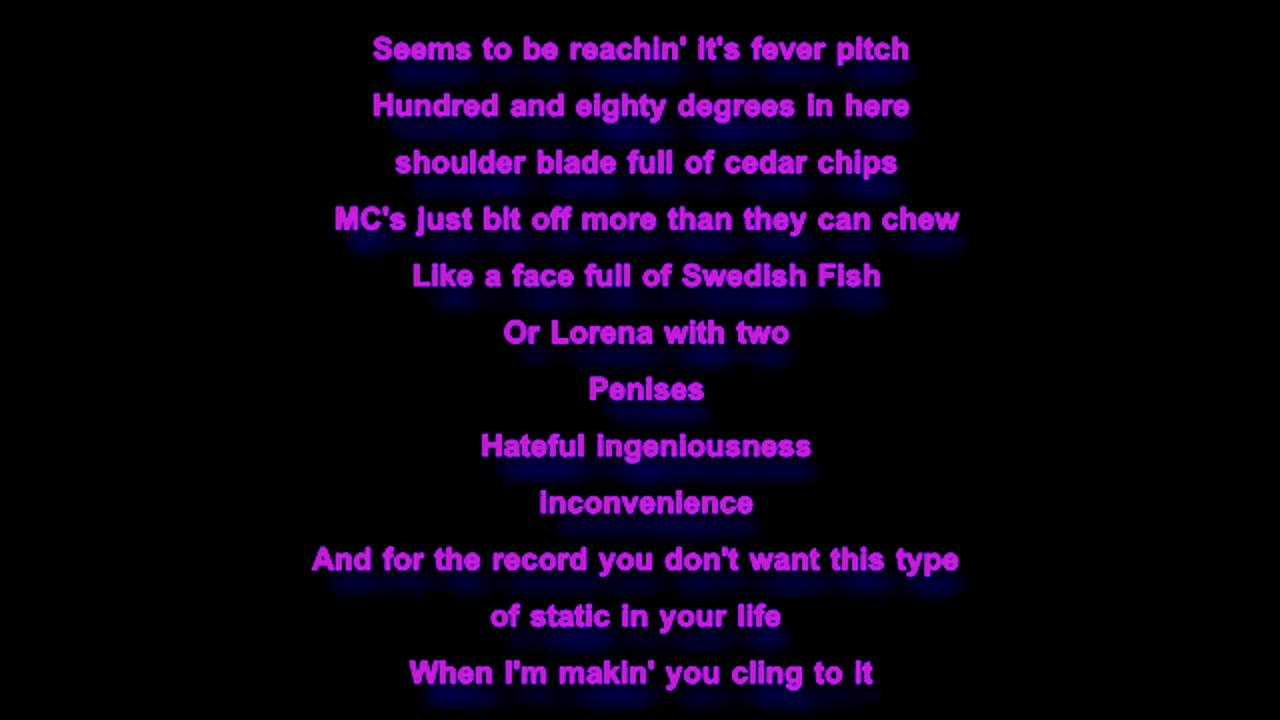 Seems to be reachin' it's fever pitch
Hundred and eighty degrees in here
shoulder blade full of cedar chips
MC's just bit off more than they can chew
Like a face full of Swedish Fish
Or Lorena with two
Penises
Hateful ingeniousness
inconvenience
And for the record you don't want this type
of static in your life
When I'm makin' you cling to it